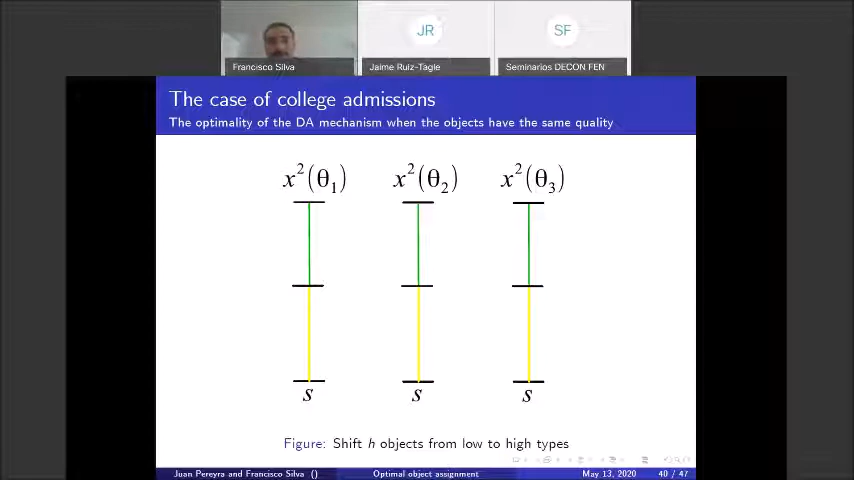 JR
SF
Francisco Silva
Jaime Ruiz-Tagle
Seminarios DECON FEN
The case of college admissions
The optimality of the DA mechanism when the objects have the same quality
x²(θ₁) x²(θ₂) x²(θ₃)
s s s
Figure: Shift h objects from low to high types
Juan Pereyra and Francisco Silva () Optimal object assignment May 13, 2020 40 / 47